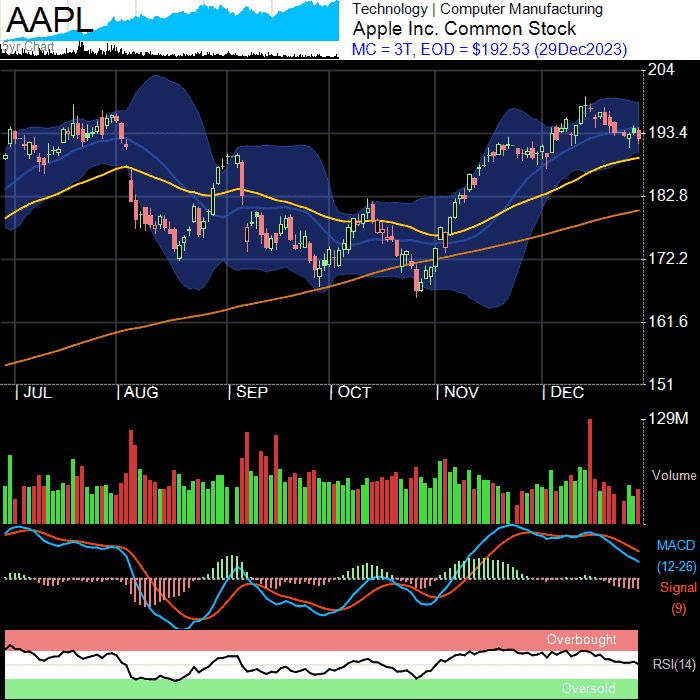 AAPL
5yr Chart
Technology | Computer Manufacturing
Apple Inc. Common Stock
MC = 3T, EOD = $192.53 (29Dec2023)
204
193.4
182.8
172.2
161.6
151
| JUL | AUG | SEP | OCT | NOV | DEC
129M
Volume
MACD
(12-26)
Signal
(9)
Overbought
RSI(14)
Oversold